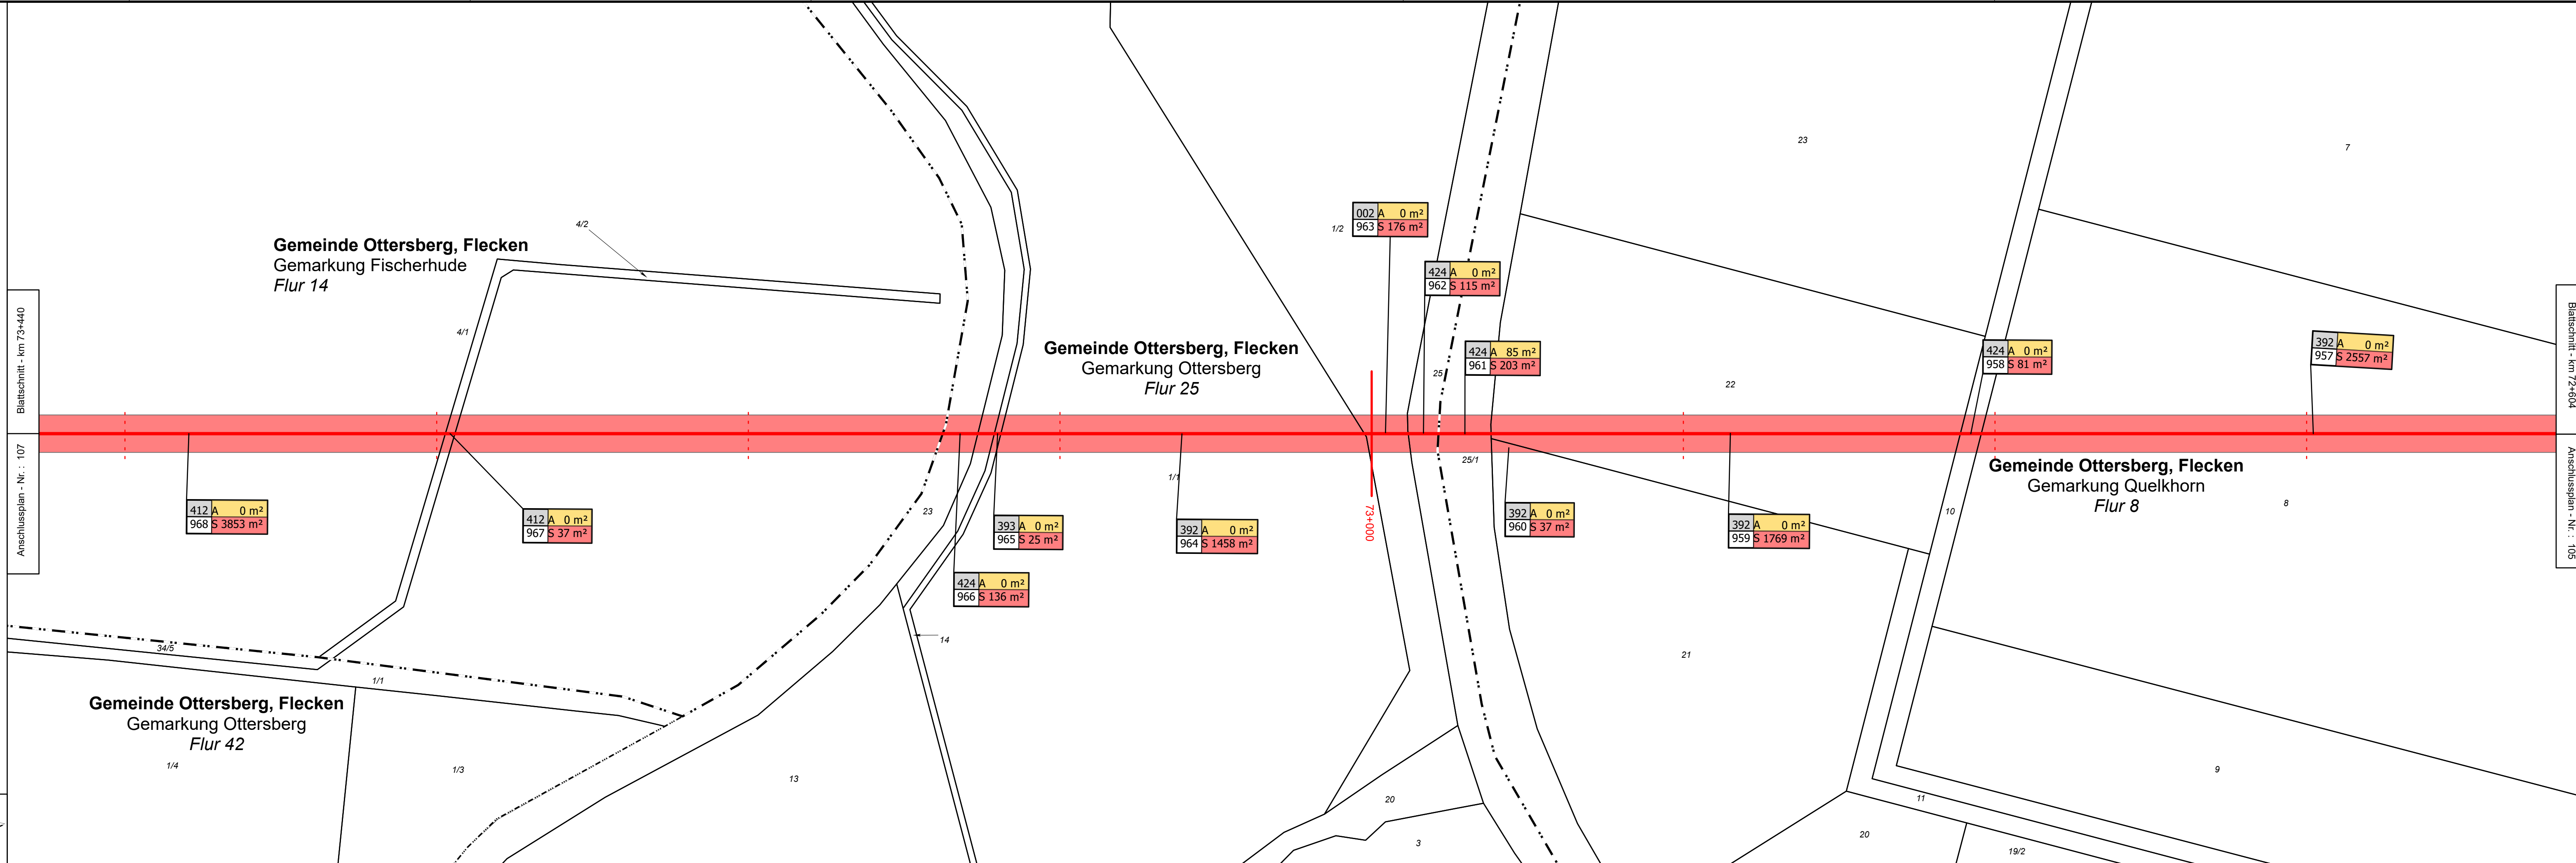 23
7
4/2
002 A 0 m²
963 S 176 m²
1/2
Gemeinde Ottersberg, Flecken
Gemarkung Fischerhude
Flur 14
424 A 0 m²
962 S 115 m²
4/1
Gemeinde Ottersberg, Flecken
Gemarkung Ottersberg
Flur 25
25
424 A 85 m²
961 S 203 m²
22
424 A 0 m²
958 S 81 m²
392 A 0 m²
957 S 2557 m²
Blattschnitt - km 73+440
Anschlussplan - Nr. : 107
Blattschnitt - km 72+604
Anschlussplan - Nr. : 105
25/1
1/1
Gemeinde Ottersberg, Flecken
Gemarkung Quelkhorn
Flur 8
412 A 0 m²
968 S 3853 m²
412 A 0 m²
967 S 37 m²
23
393 A 0 m²
965 S 25 m²
392 A 0 m²
964 S 1458 m²
73+000
392 A 0 m²
960 S 37 m²
392 A 0 m²
959 S 1769 m²
10
8
424 A 0 m²
966 S 136 m²
14
34/5
21
1/1
Gemeinde Ottersberg, Flecken
Gemarkung Ottersberg
Flur 42
1/4
1/3
13
9
20
11
3
20
19/2